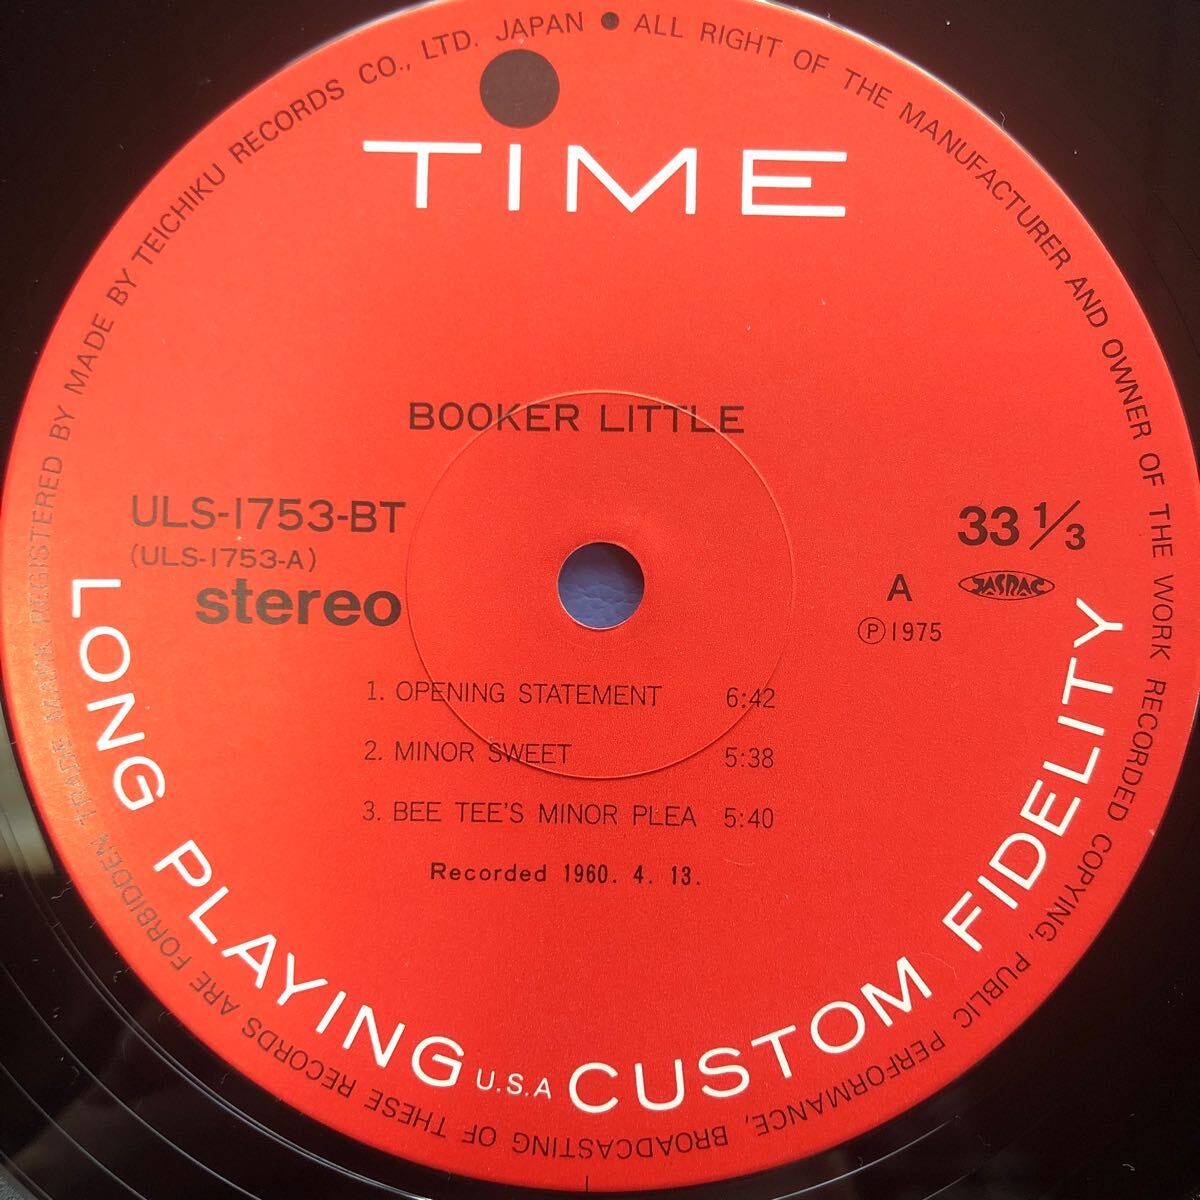 TRADE MARK REGISTERED BY MADE BY TEICHIKU RECORDS CO., LTD. JAPAN ● ALL RIGHT OF THE MANUFACTURER AND OWNER OF THE WORK RECORDED COPYING, PUBLIC PERFORMANCE, BROADCASTING OF THESE RECORDS ARE FORBIDDEN
TIME
BOOKER LITTLE
ULS-1753-BT
(ULS-1753-A)
stereo
33 1/3
A
JASRAC
Ⓟ1975
1. OPENING STATEMENT 6:42
2. MINOR SWEET 5:38
3. BEE TEE'S MINOR PLEA 5:40
Recorded 1960. 4. 13.
LONG PLAYING U.S.A CUSTOM FIDELITY